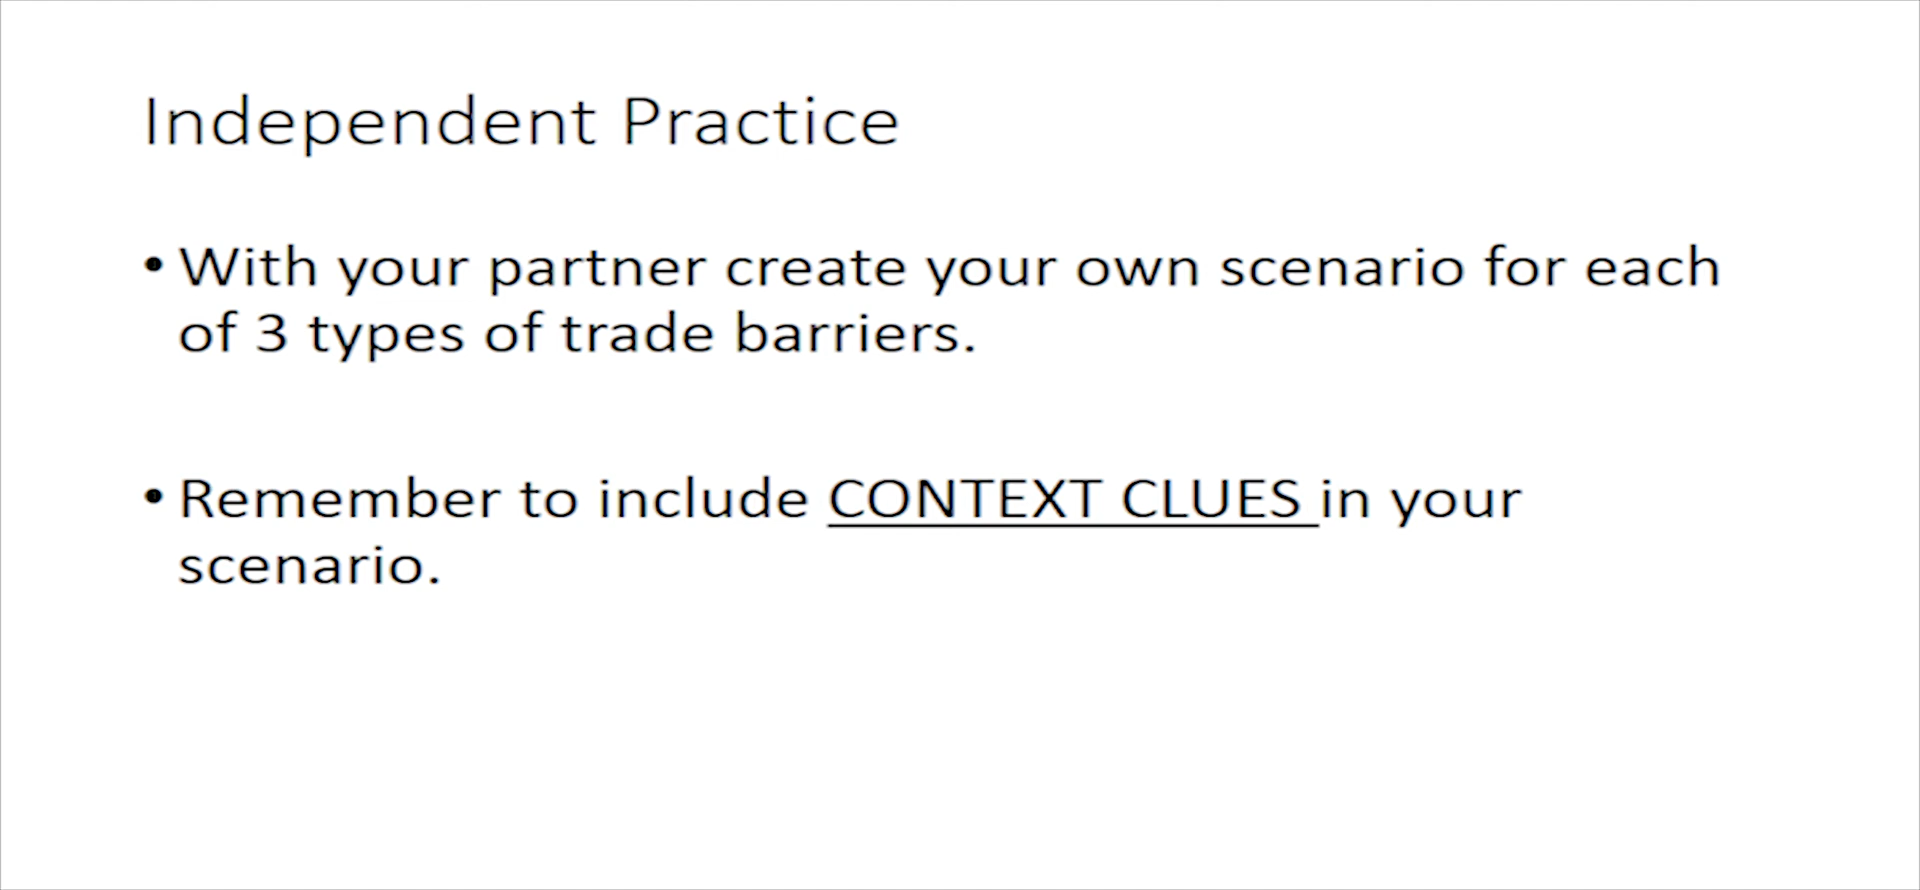 Independent Practice
• With your partner create your own scenario for each
of 3 types of trade barriers.
• Remember to include CONTEXT CLUES in your
scenario.